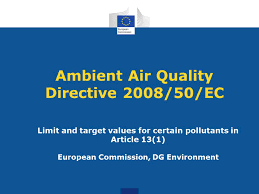 Ambient Air Quality
Directive 2008/50/EC
Limit and target values for certain pollutants in
Article 13(1)
European Commission, DG Environment